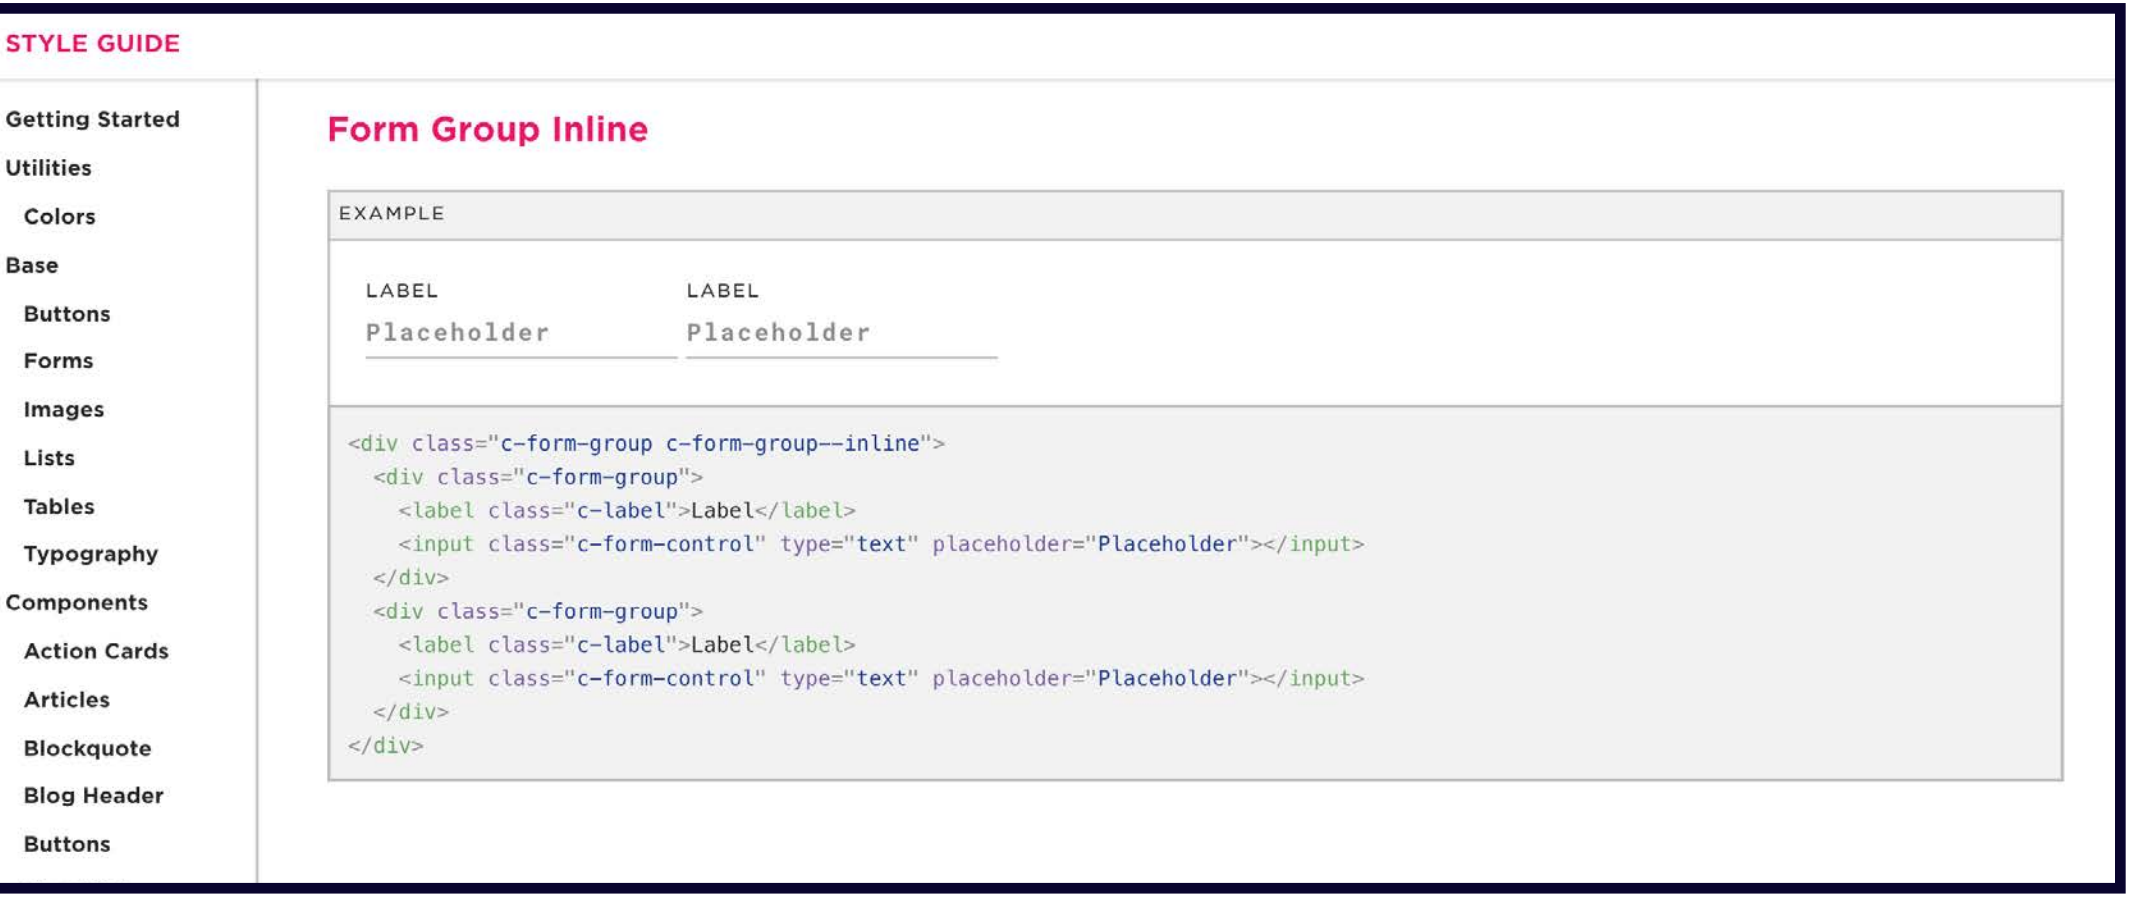 STYLE GUIDE
Getting Started
Utilities
Colors
Base
Buttons
Forms
Images
Lists
Tables
Typography
Components
Action Cards
Articles
Blockquote
Blog Header
Buttons
Form Group Inline
EXAMPLE
LABEL LABEL
Placeholder Placeholder
<div class="c-form-group c-form-group--inline">
  <div class="c-form-group">
    <label class="c-label">Label</label>
    <input class="c-form-control" type="text" placeholder="Placeholder"></input>
  </div>
  <div class="c-form-group">
    <label class="c-label">Label</label>
    <input class="c-form-control" type="text" placeholder="Placeholder"></input>
  </div>
</div>